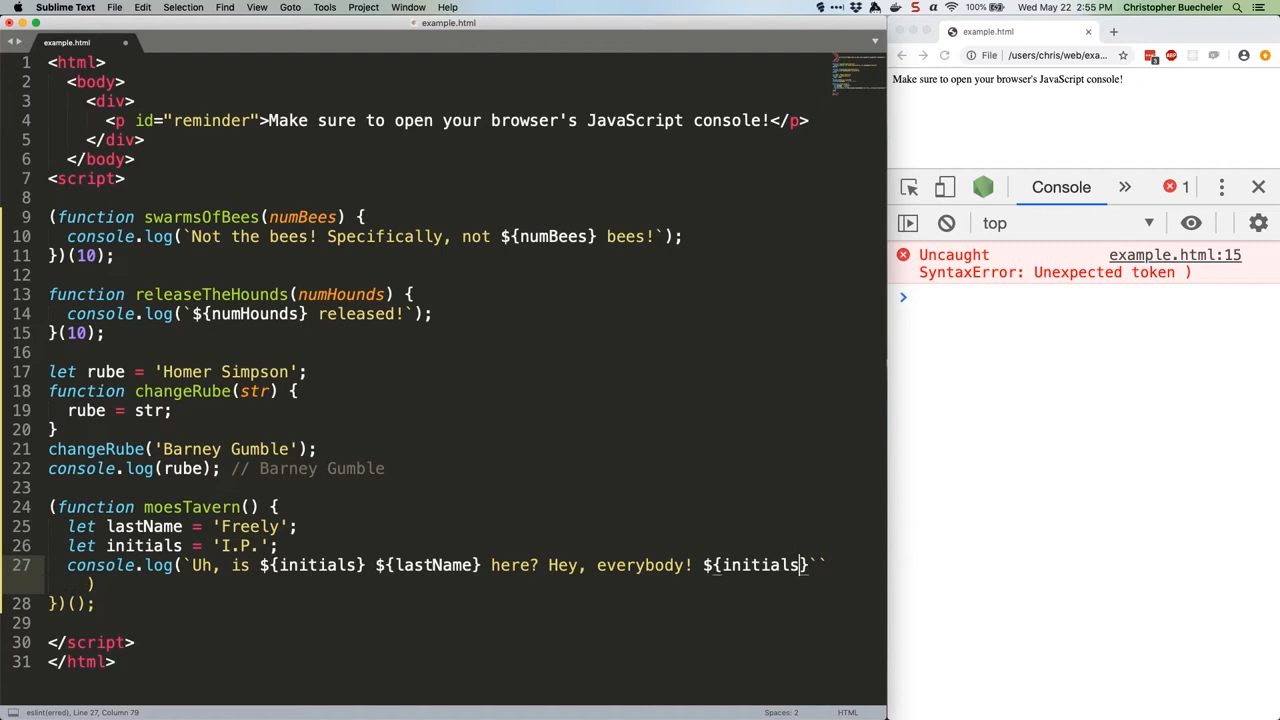 Sublime Text File Edit Selection Find View Goto Tools Project Window Help 100% Wed May 22 2:55 PM Christopher Buecheler
example.html
example.html
example.html
File /users/chris/web/exa...
Make sure to open your browser's JavaScript console!
1 <html>
2 <body>
3 <div>
4 <p id="reminder">Make sure to open your browser's JavaScript console!</p>
5 </div>
6 </body>
7 <script>
8
9 (function swarmsOfBees(numBees) {
10 console.log(`Not the bees! Specifically, not ${numBees} bees!`);
11 })(10);
12
13 function releaseTheHounds(numHounds) {
14 console.log(`${numHounds} released!`);
15 }(10);
16
17 let rube = 'Homer Simpson';
18 function changeRube(str) {
19 rube = str;
20 }
21 changeRube('Barney Gumble');
22 console.log(rube); // Barney Gumble
23
24 (function moesTavern() {
25 let lastName = 'Freely';
26 let initials = 'I.P.';
27 console.log(`Uh, is ${initials} ${lastName} here? Hey, everybody! ${initials}``
)
28 })();
29
30 </script>
31 </html>
Console » 1
top
Uncaught example.html:15
SyntaxError: Unexpected token )
eslint(erred), Line 27, Column 79 Spaces: 2 HTML